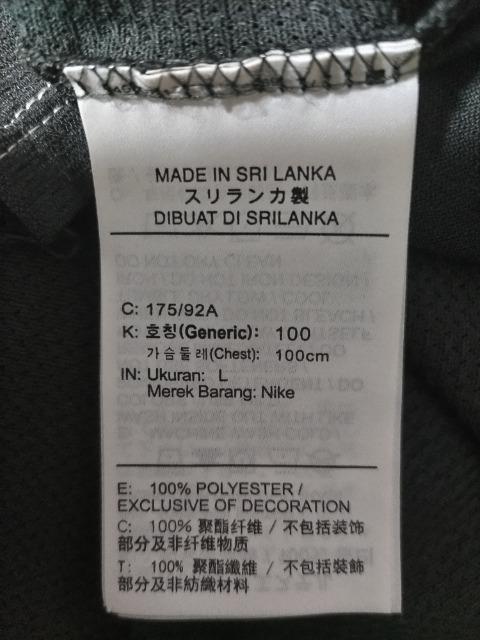 MADE IN SRI LANKA
スリランカ製
DIBUAT DI SRILANKA
C: 175/92A
K: 호칭(Generic): 100
가슴둘레(Chest): 100cm
IN: Ukuran: L
Merek Barang: Nike
E: 100% POLYESTER /
EXCLUSIVE OF DECORATION
C: 100% 聚酯纤维 / 不包括装饰
部分及非纤维物质
T: 100% 聚酯纖維 / 不包括裝飾
部分及非紡織材料